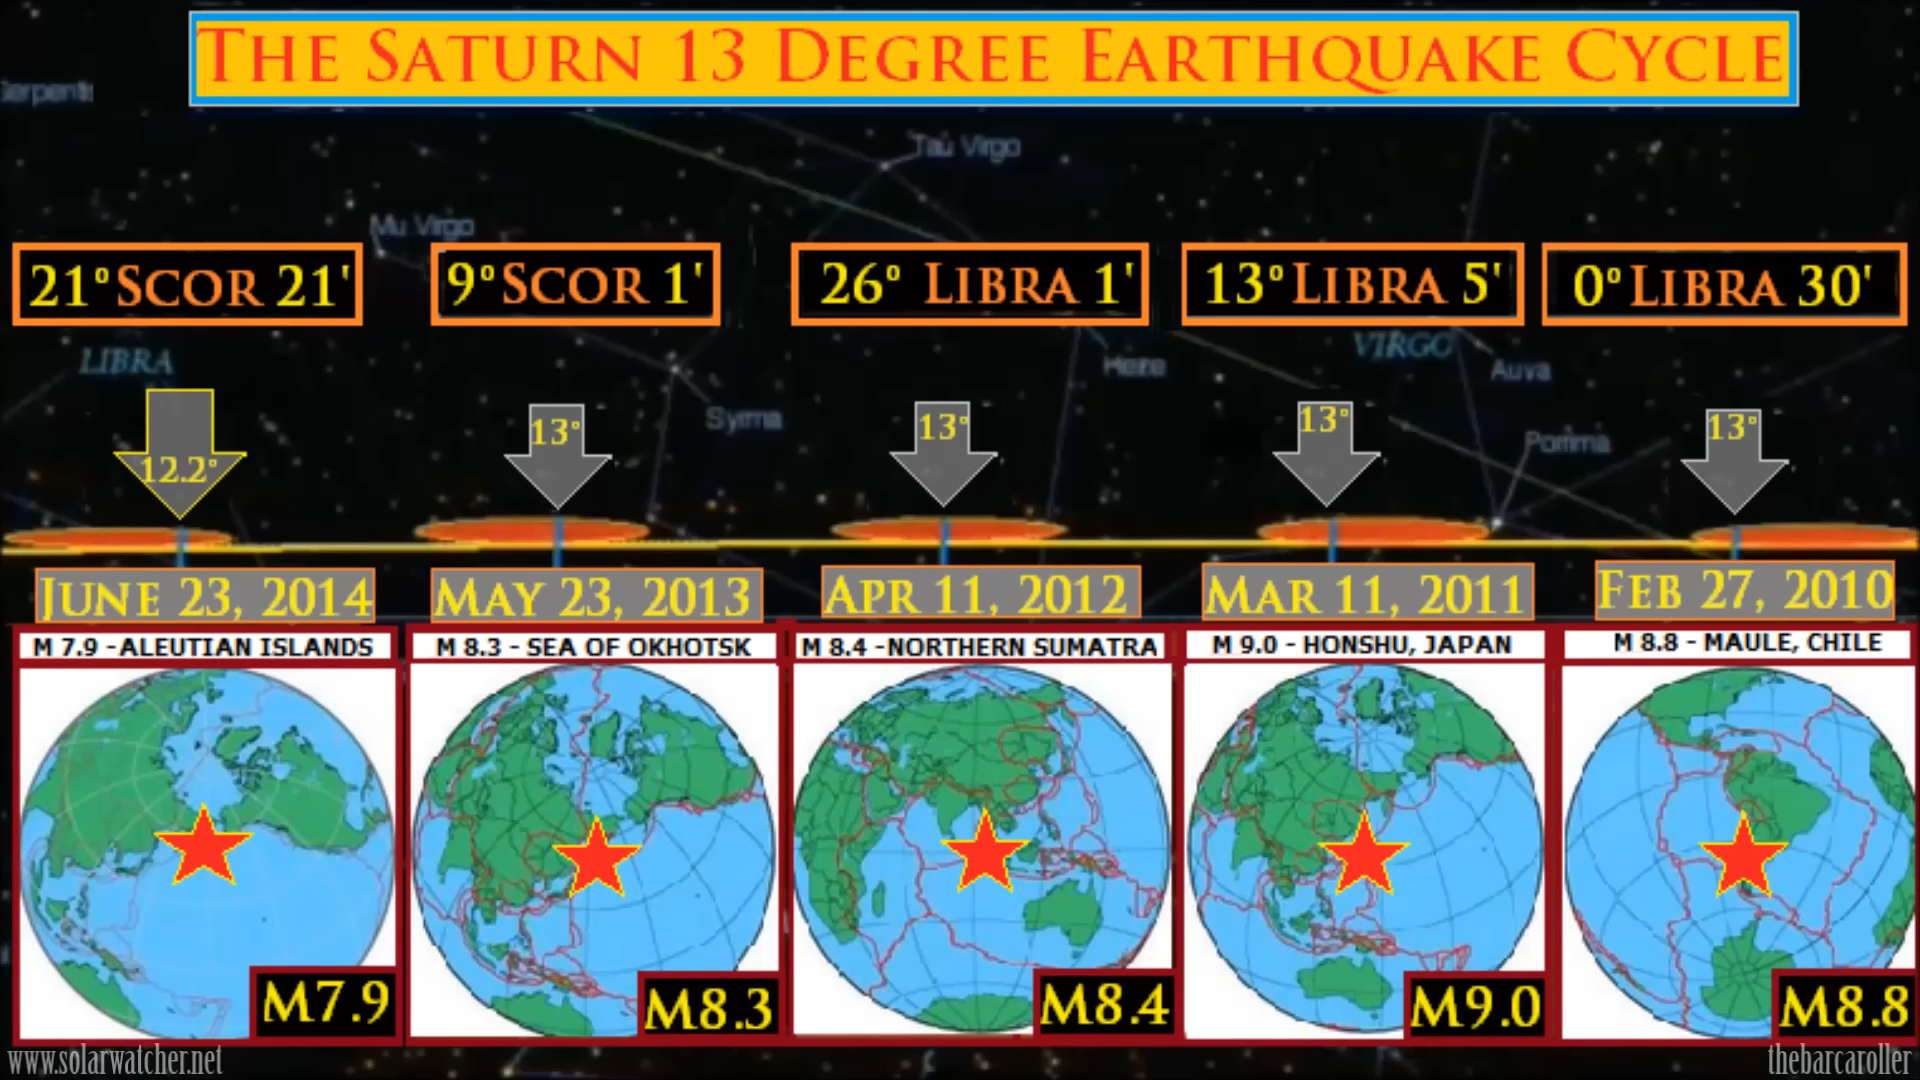 THE SATURN 13 DEGREE EARTHQUAKE CYCLE
Tau Virgo
Mu Virgo
21° SCOR 21'
9° SCOR 1'
26° LIBRA 1'
13° LIBRA 5'
0° LIBRA 30'
LIBRA
VIRGO
Heze
Auva
Syrma
Porrima
12.2°
13°
13°
13°
13°
JUNE 23, 2014
MAY 23, 2013
APR 11, 2012
MAR 11, 2011
FEB 27, 2010
M 7.9 -ALEUTIAN ISLANDS
M 8.3 - SEA OF OKHOTSK
M 8.4 -NORTHERN SUMATRA
M 9.0 - HONSHU, JAPAN
M 8.8 - MAULE, CHILE
M7.9
M8.3
M8.4
M9.0
M8.8
www.solarwatcher.net
thebarcaroller